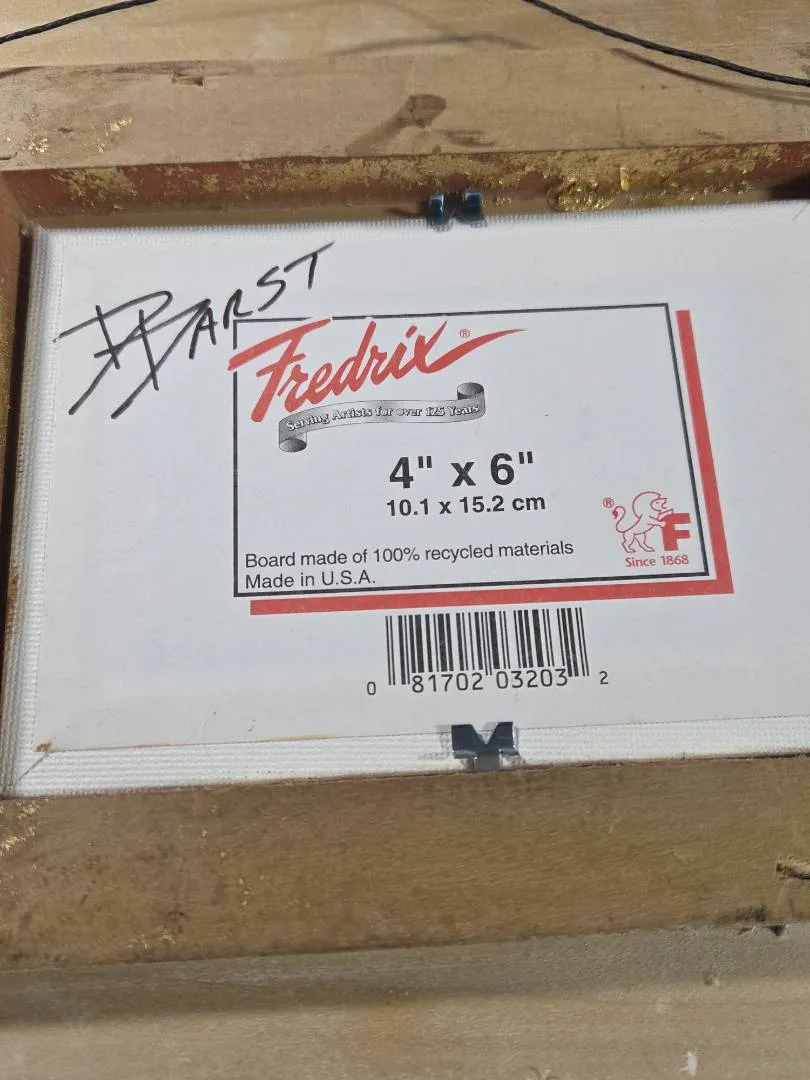 BARST
Fredrix®
Serving Artists for over 125 Years
4" x 6"
10.1 x 15.2 cm
® F
Since 1868
Board made of 100% recycled materials
Made in U.S.A.
0 81702 03203 2